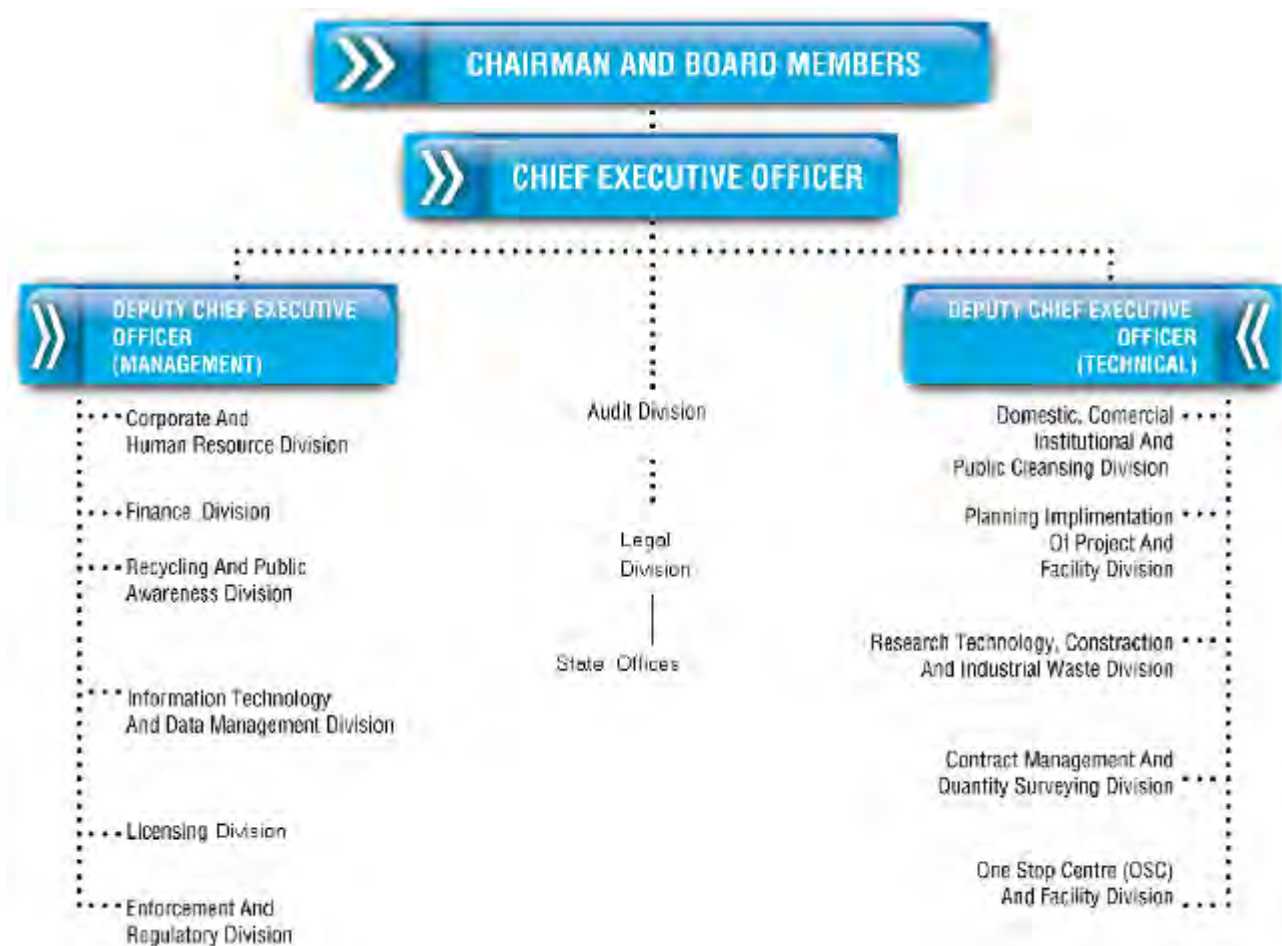 CHAIRMAN AND BOARD MEMBERS
CHIEF EXECUTIVE OFFICER
DEPUTY CHIEF EXECUTIVE
OFFICER
(MANAGEMENT)
Corporate And
Human Resource Division
Finance Division
Recycling And Public
Awareness Division
Information Technology
And Data Management Division
Licensing Division
Enforcement And
Regulatory Division
Audit Division
Legal
Division
State Offices
DEPUTY CHIEF EXECUTIVE
OFFICER
(TECHNICAL)
Domestic, Comercial
Institutional And
Public Cleansing Division
Planning Implimentation
Of Project And
Facility Division
Research Technology, Constraction
And Industrial Waste Division
Contract Management And
Quantity Surveying Division
One Stop Centre (OSC)
And Facility Division